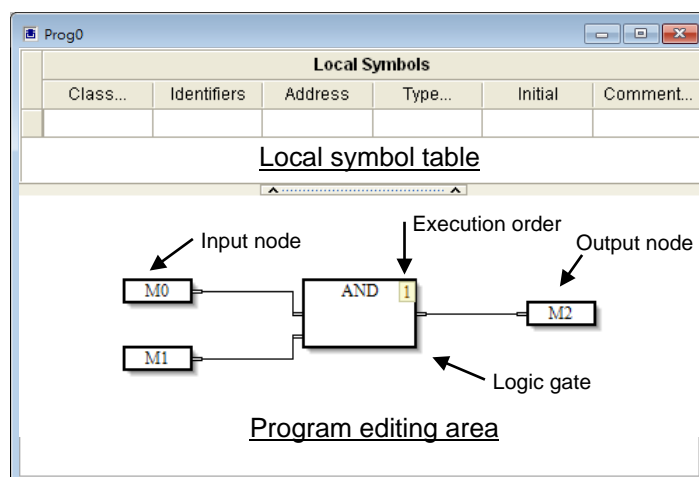 Prog0
Local Symbols
Class... Identifiers Address Type... Initial Comment...
Local symbol table
Execution order
Input node
Output node
AND 1
M0
M2
M1
Logic gate
Program editing area